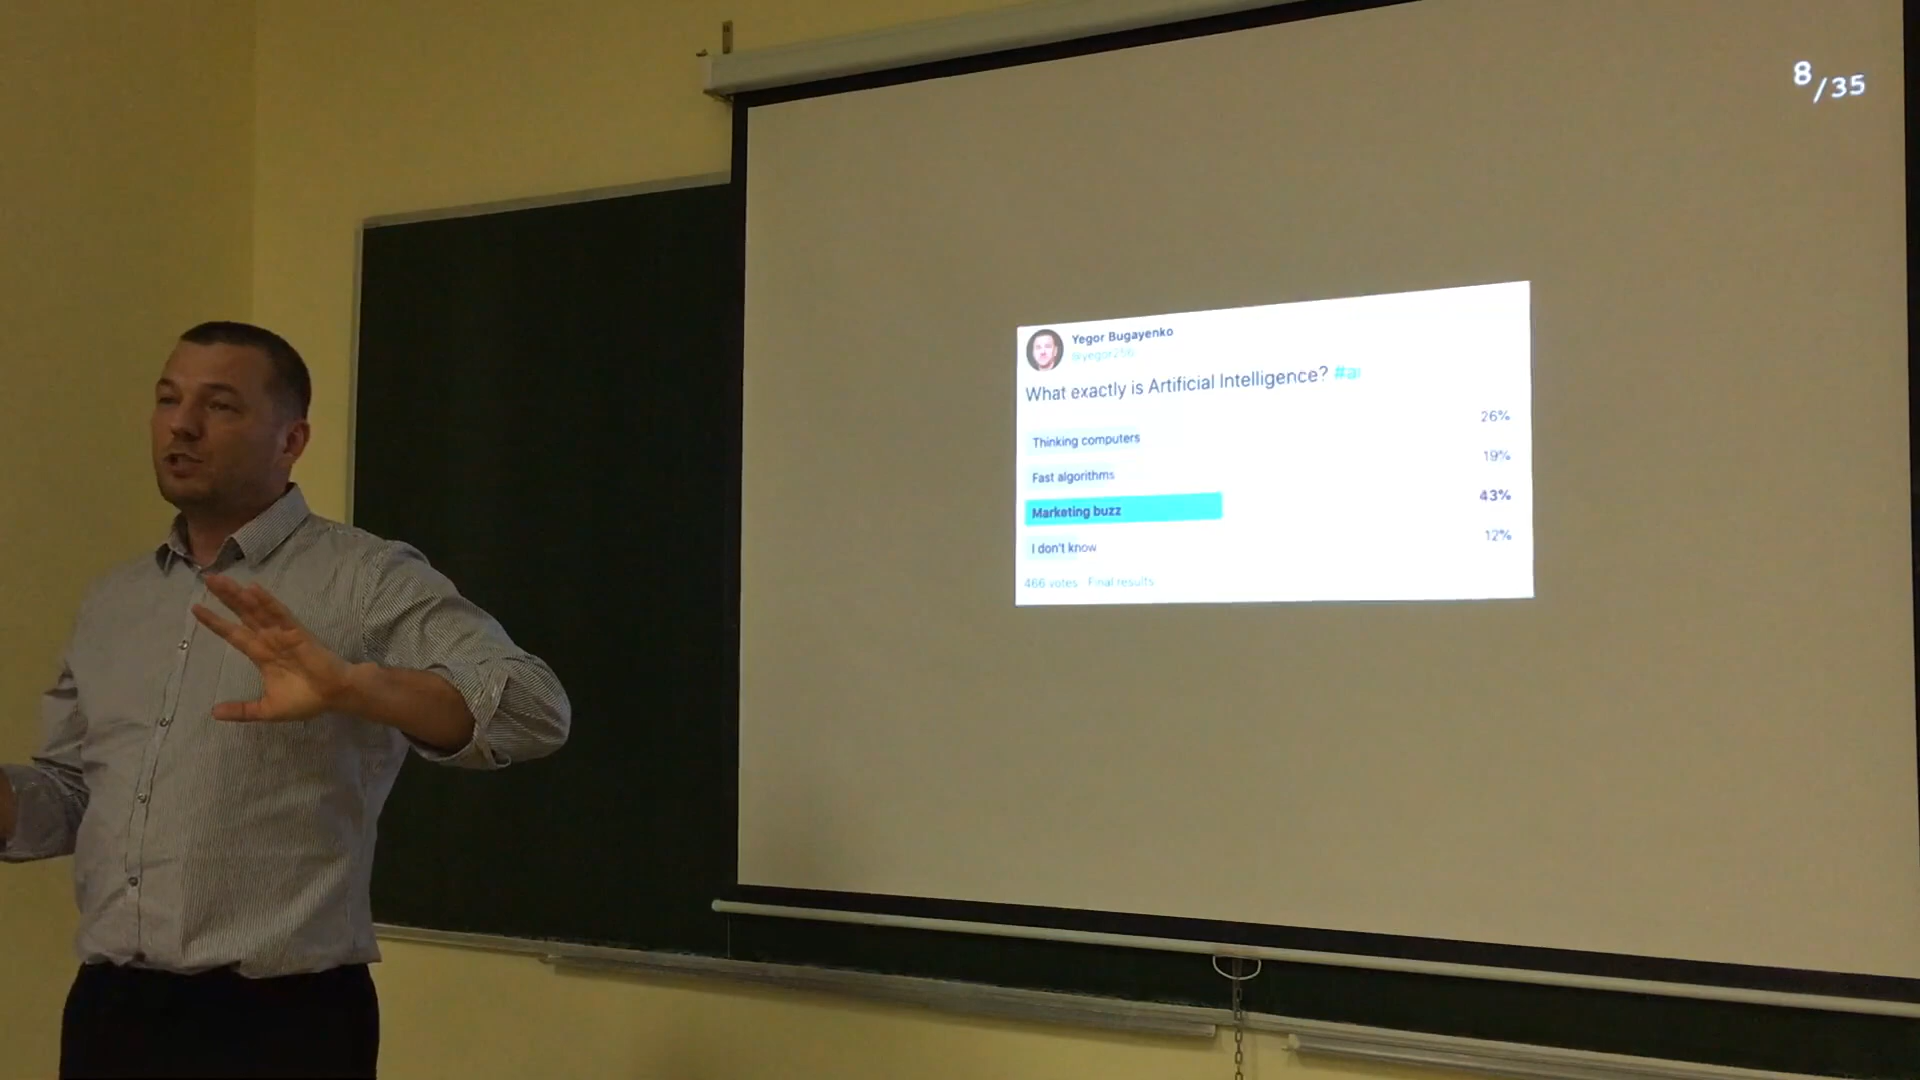 8/35
Yegor Bugayenko
@yegor256
What exactly is Artificial Intelligence? #ai
26%
Thinking computers
19%
Fast algorithms
43%
Marketing buzz
12%
I don't know
466 votes · Final results